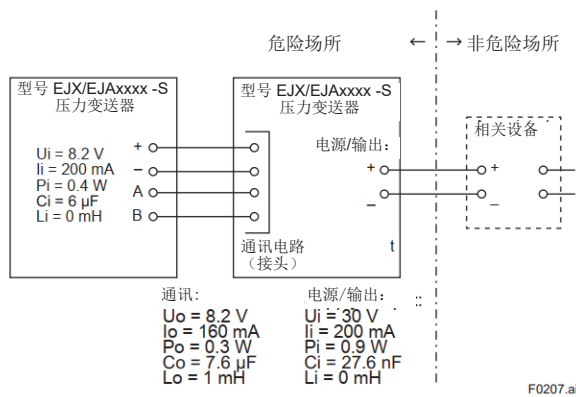 危险场所
← → 非危险场所
型号 EJX/EJAxxxx -S
压力变送器
Ui = 8.2 V
Ii = 200 mA
Pi = 0.4 W
Ci = 6 µF
Li = 0 mH
+
−
A
B
型号 EJX/EJAxxxx -S
压力变送器
电源/输出:
+
−
通讯电路
（接头）
t
相关设备
+
−
通讯:
Uo = 8.2 V
Io = 160 mA
Po = 0.3 W
Co = 7.6 µF
Lo = 1 mH
电源/输出: ::
Ui = 30 V
Ii = 200 mA
Pi = 0.9 W
Ci = 27.6 nF
Li = 0 mH
F0207.ai